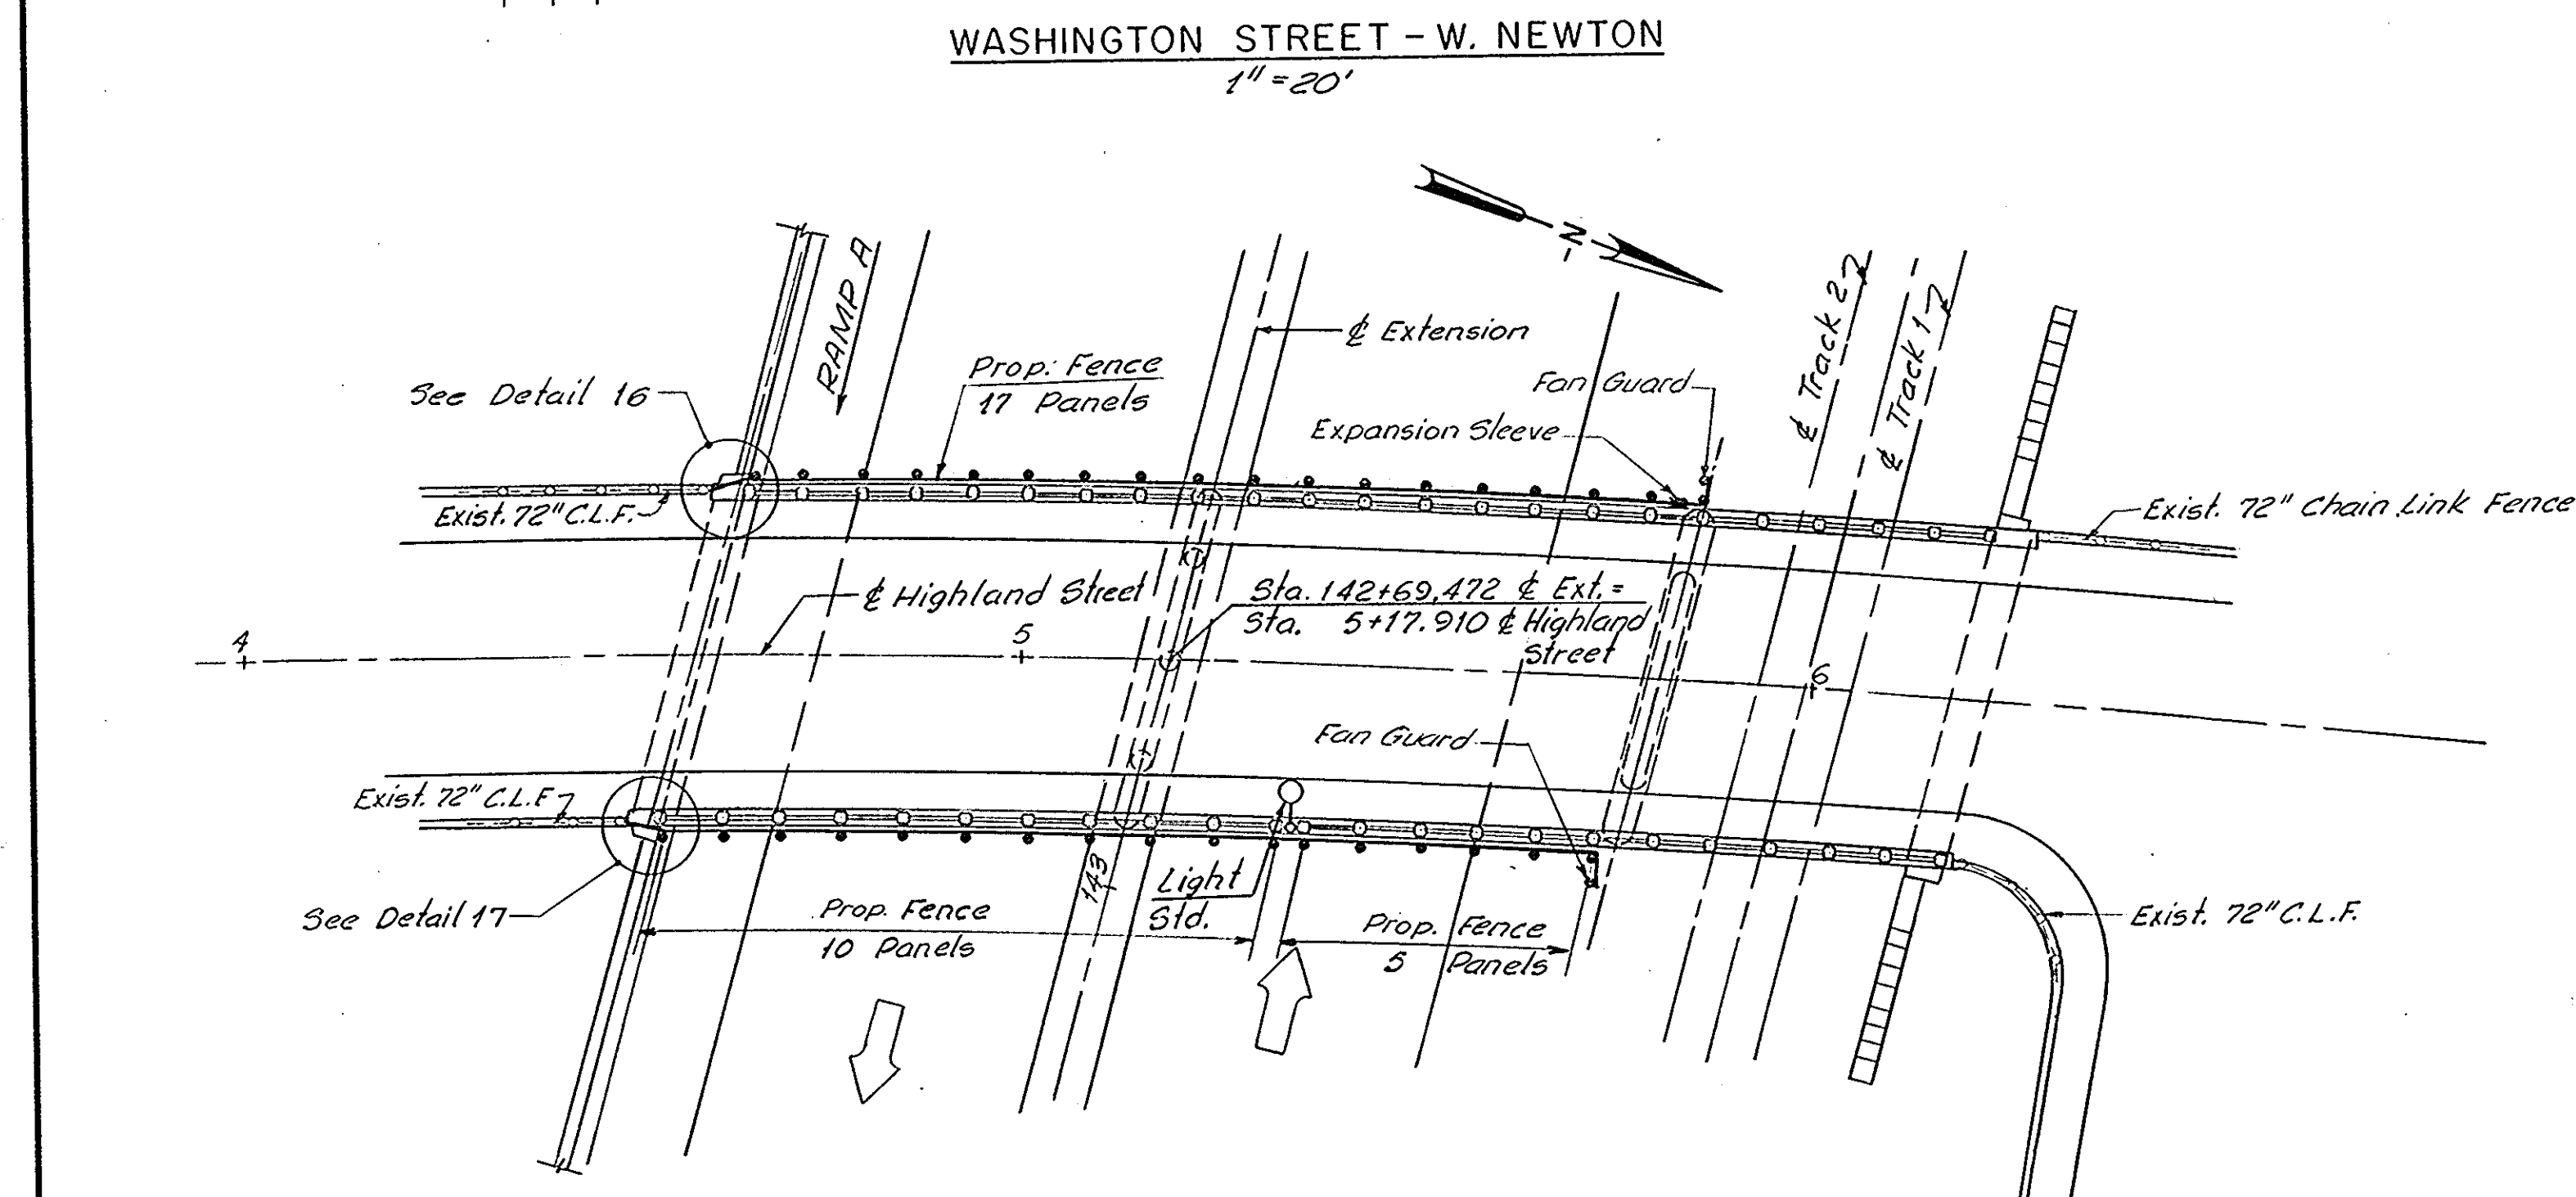 WASHINGTON STREET - W. NEWTON
1" = 20'
N
RAMP A
℄ Track 2
℄ Track 1
℄ Extension
Prop. Fence
17 Panels
See Detail 16
Fan Guard
Expansion Sleeve
Exist. 72" C.L.F.
Exist. 72" Chain Link Fence
℄ Highland Street
Sta. 142+69.472 ℄ Ext. =
Sta. 5+17.910 ℄ Highland
Street
4
5
6
Fan Guard
Exist. 72" C.L.F
143
Light
Std.
See Detail 17
Prop. Fence
10 Panels
Prop. Fence
5 Panels
Exist. 72" C.L.F.